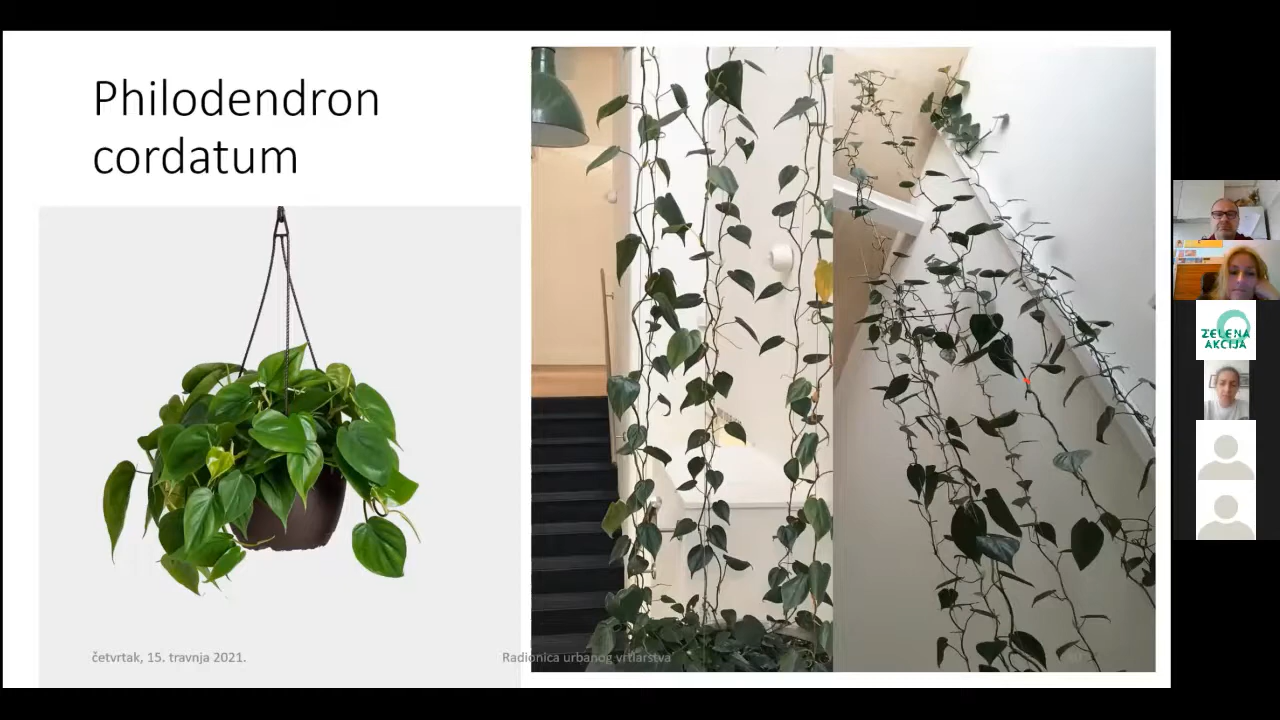 Philodendron
cordatum
četvrtak, 15. travnja 2021.
Radionica urbanog vrtlarstva
ZELENA
AKCIJA